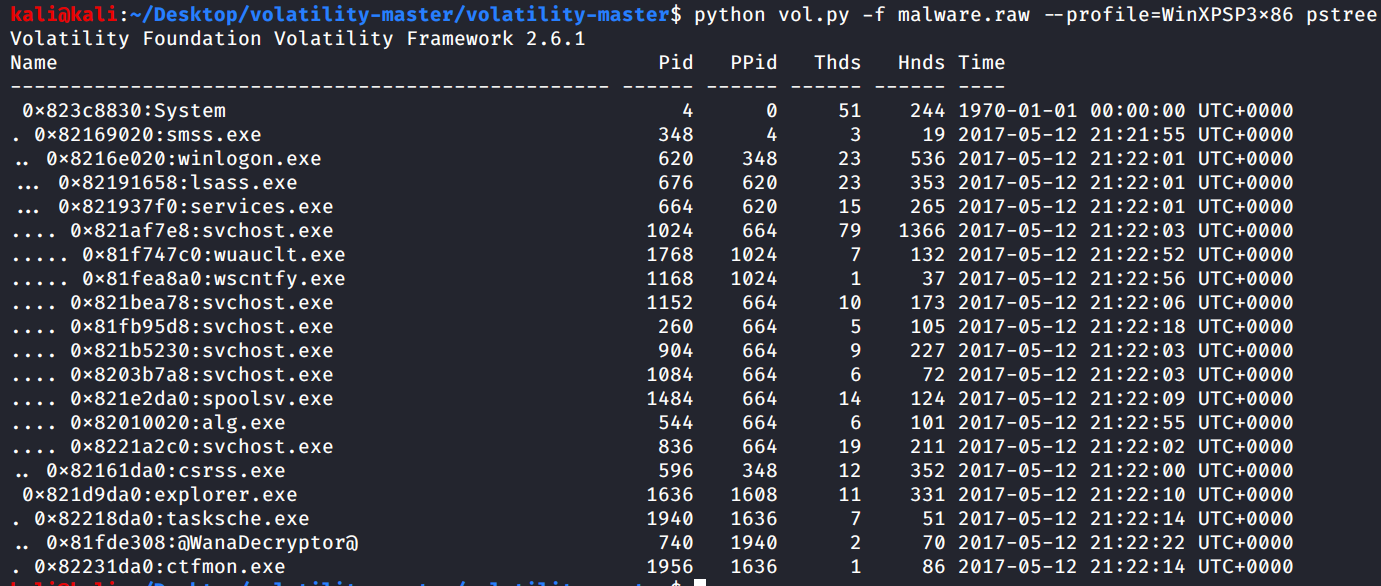 kali@kali:~/Desktop/volatility-master/volatility-master$ python vol.py -f malware.raw --profile=WinXPSP3×86 pstree
Volatility Foundation Volatility Framework 2.6.1
Name Pid PPid Thds Hnds Time
-------------------------------------------------- ------ ------ ------ ------ ----
0×823c8830:System 4 0 51 244 1970-01-01 00:00:00 UTC+0000
. 0×82169020:smss.exe 348 4 3 19 2017-05-12 21:21:55 UTC+0000
.. 0×8216e020:winlogon.exe 620 348 23 536 2017-05-12 21:22:01 UTC+0000
... 0×82191658:lsass.exe 676 620 23 353 2017-05-12 21:22:01 UTC+0000
... 0×821937f0:services.exe 664 620 15 265 2017-05-12 21:22:01 UTC+0000
.... 0×821af7e8:svchost.exe 1024 664 79 1366 2017-05-12 21:22:03 UTC+0000
..... 0×81f747c0:wuauclt.exe 1768 1024 7 132 2017-05-12 21:22:52 UTC+0000
..... 0×81fea8a0:wscntfy.exe 1168 1024 1 37 2017-05-12 21:22:56 UTC+0000
.... 0×821bea78:svchost.exe 1152 664 10 173 2017-05-12 21:22:06 UTC+0000
.... 0×81fb95d8:svchost.exe 260 664 5 105 2017-05-12 21:22:18 UTC+0000
.... 0×821b5230:svchost.exe 904 664 9 227 2017-05-12 21:22:03 UTC+0000
.... 0×8203b7a8:svchost.exe 1084 664 6 72 2017-05-12 21:22:03 UTC+0000
.... 0×821e2da0:spoolsv.exe 1484 664 14 124 2017-05-12 21:22:09 UTC+0000
.... 0×82010020:alg.exe 544 664 6 101 2017-05-12 21:22:55 UTC+0000
.... 0×8221a2c0:svchost.exe 836 664 19 211 2017-05-12 21:22:02 UTC+0000
.. 0×82161da0:csrss.exe 596 348 12 352 2017-05-12 21:22:00 UTC+0000
0×821d9da0:explorer.exe 1636 1608 11 331 2017-05-12 21:22:10 UTC+0000
. 0×82218da0:tasksche.exe 1940 1636 7 51 2017-05-12 21:22:14 UTC+0000
.. 0×81fde308:@WanaDecryptor@ 740 1940 2 70 2017-05-12 21:22:22 UTC+0000
. 0×82231da0:ctfmon.exe 1956 1636 1 86 2017-05-12 21:22:14 UTC+0000